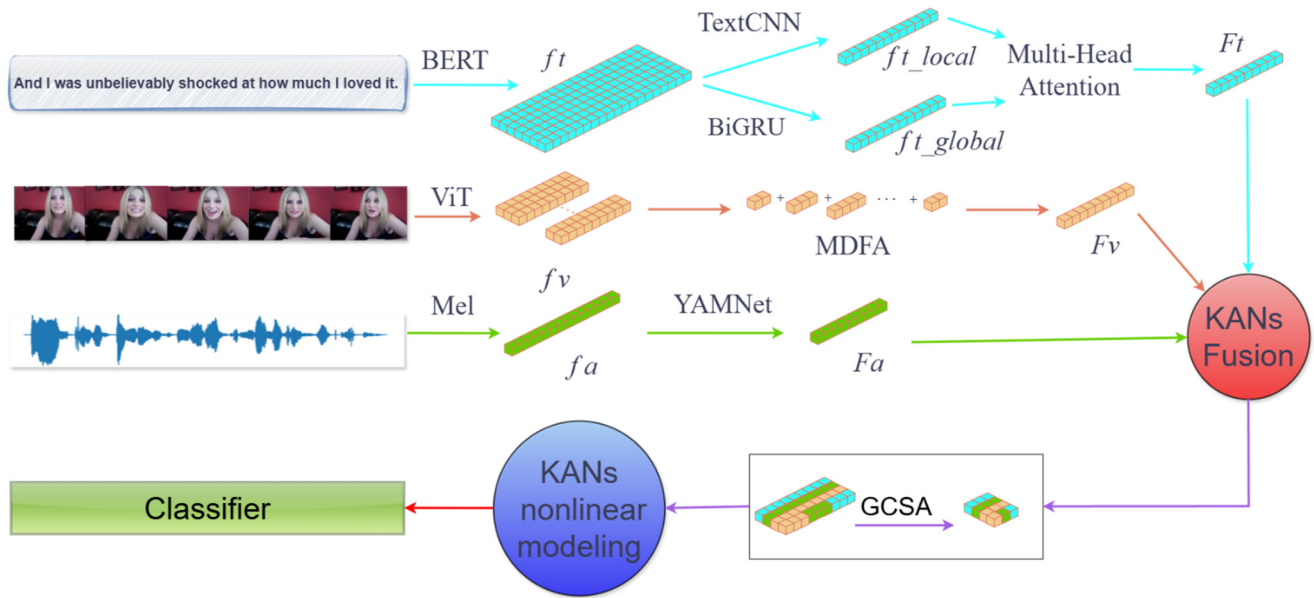 And I was unbelievably shocked at how much I loved it.
BERT
ft
TextCNN
BiGRU
ft_local
ft_global
Multi-Head
Attention
Ft
ViT
fv
+ + ... +
MDFA
Fv
Mel
fa
YAMNet
Fa
KANs
Fusion
GCSA
KANs
nonlinear
modeling
Classifier